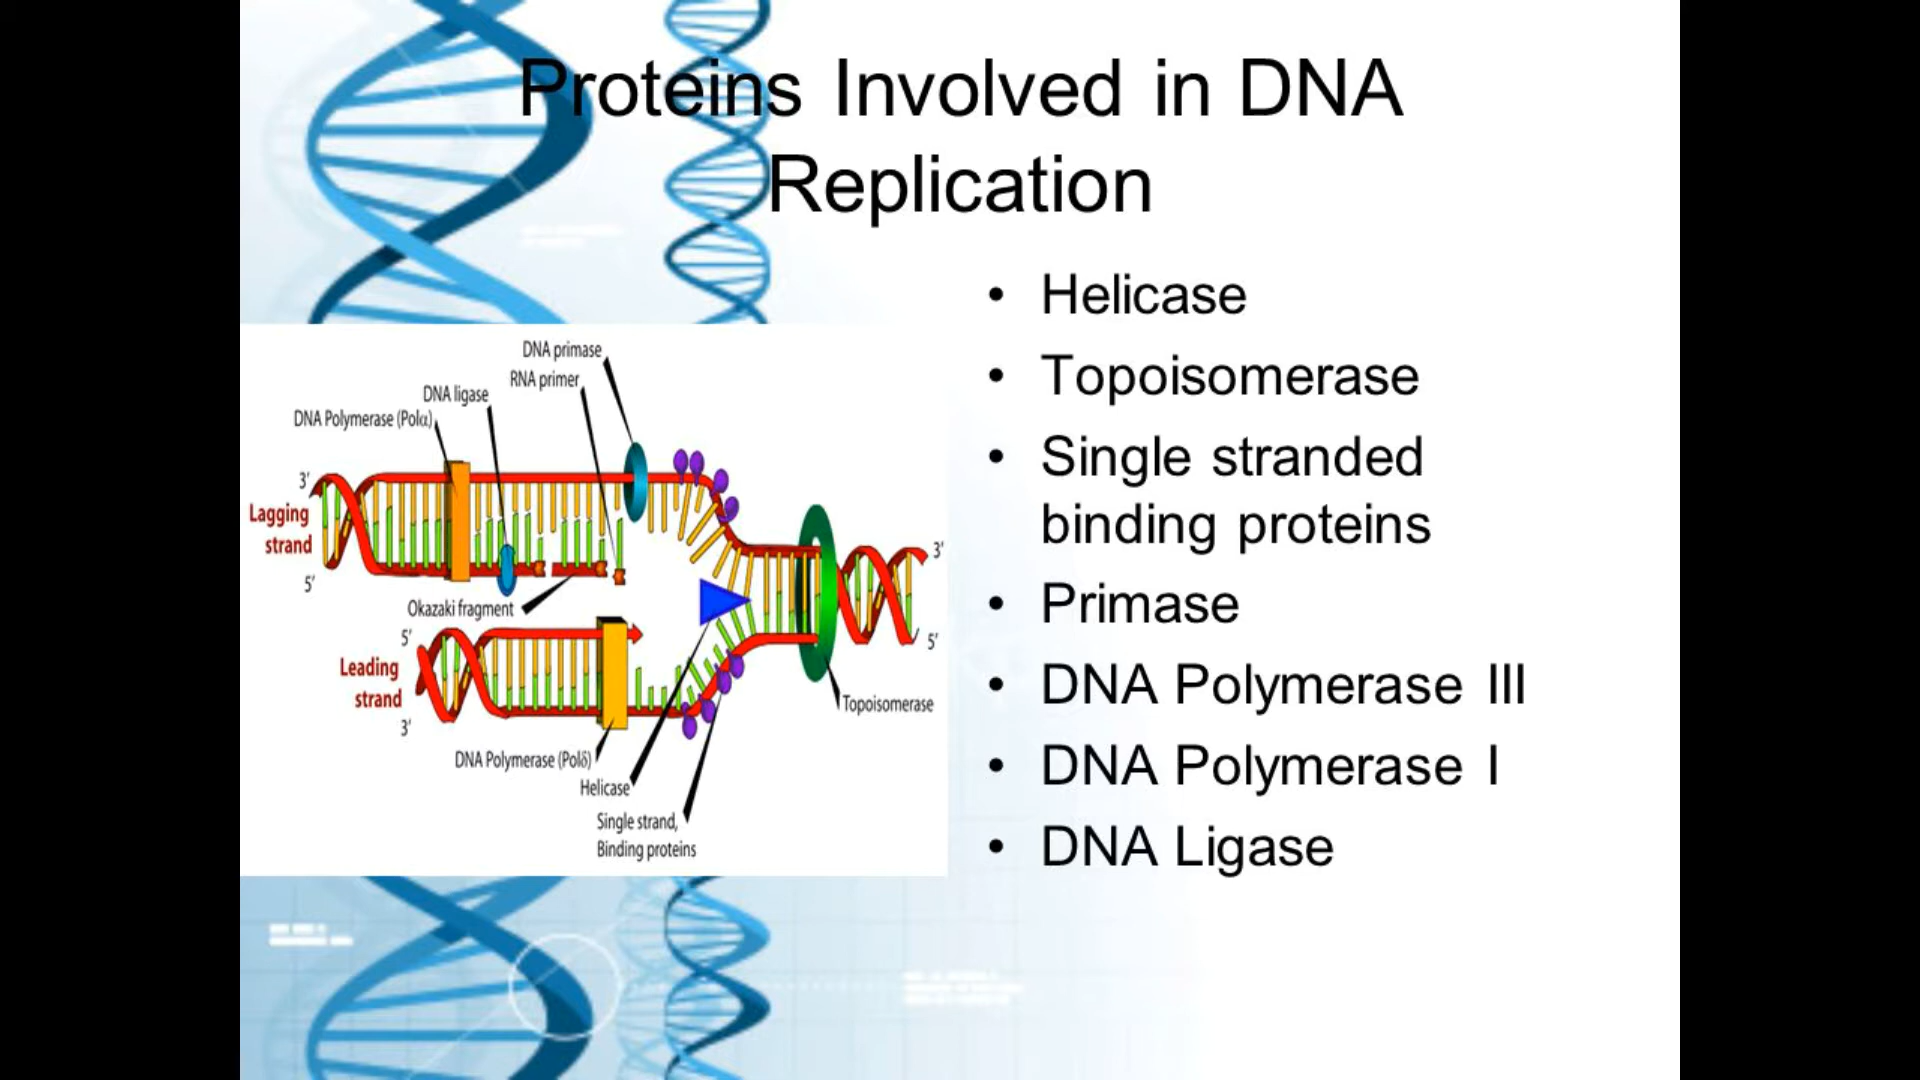 Proteins Involved in DNA
Replication
• Helicase
• Topoisomerase
• Single stranded
binding proteins
• Primase
• DNA Polymerase III
• DNA Polymerase I
• DNA Ligase
DNA primase
RNA primer
DNA ligase
DNA Polymerase (Polα)
3'
Lagging
strand
5'
Okazaki fragment
3'
5'
5'
Leading
strand
3'
Topoisomerase
DNA Polymerase (Polδ)
Helicase
Single strand,
Binding proteins